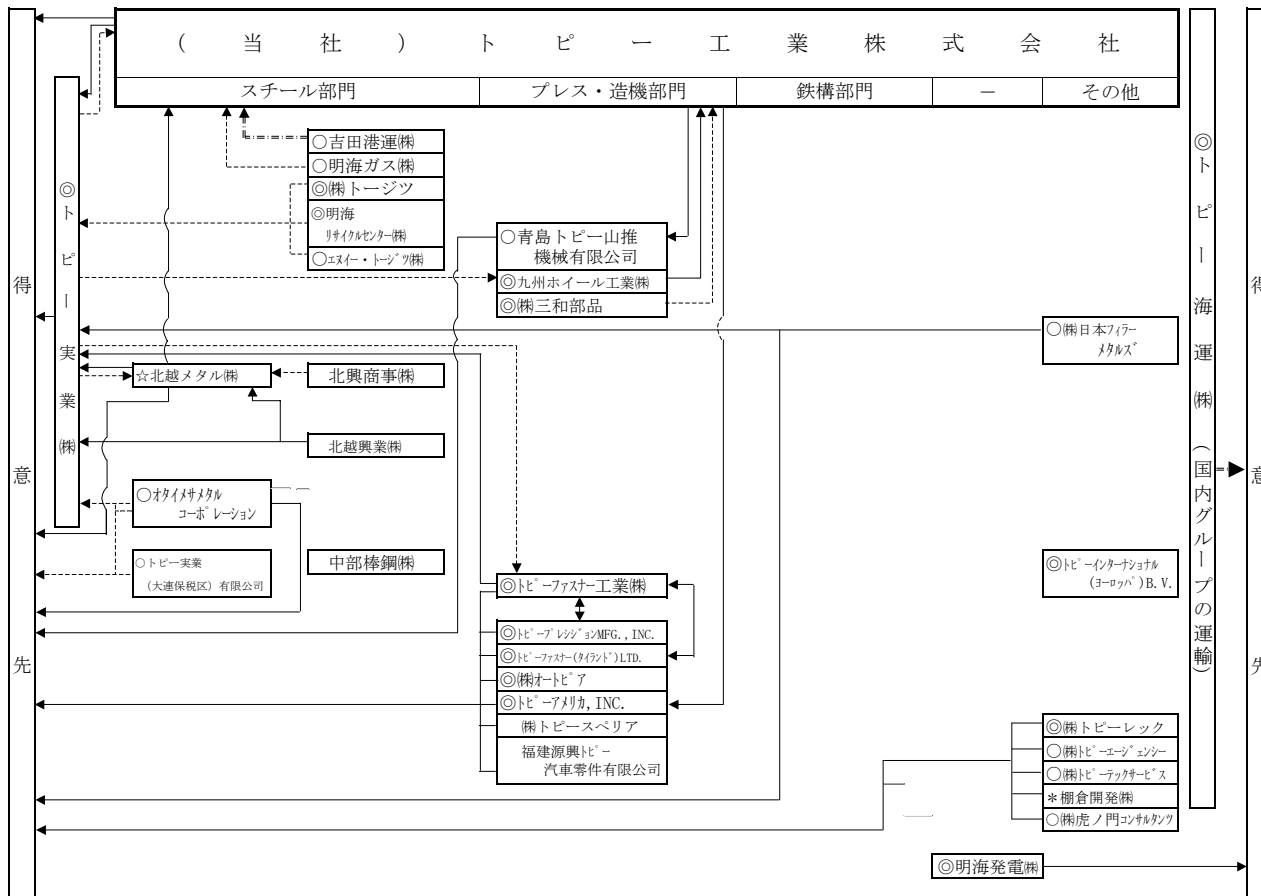 （当社）トピー工業株式会社
スチール部門
プレス・造機部門
鉄構部門
－
その他
得意先
◎トピー実業㈱
○吉田港運㈱
○明海ガス㈱
◎㈱トージツ
◎明海
リサイクルセンター㈱
○エヌイー・トージツ㈱
☆北越メタル㈱
北興商事㈱
北越興業㈱
○オタイメサメタル
コーポレーション
○トピー実業
（大連保税区）有限公司
中部棒鋼㈱
○青島トピー山推
機械有限公司
◎九州ホイール工業㈱
◎㈱三和部品
◎トピーファスナー工業㈱
◎トピープレシジョンMFG., INC.
◎トピーファスナー(タイランド)LTD.
◎㈱オートピア
◎トピーアメリカ, INC.
㈱トピースペリア
福建源興トピー
汽車零件有限公司
○㈱日本フィラー
メタルズ
◎トピーインターナショナル
(ヨーロッパ)B.V.
◎㈱トピーレック
○㈱トピーエージェンシー
○㈱トピーテックサービス
＊棚倉開発㈱
○㈱虎ノ門コンサルタンツ
◎明海発電㈱
◎トピー海運㈱（国内グループの運輸）
得意先